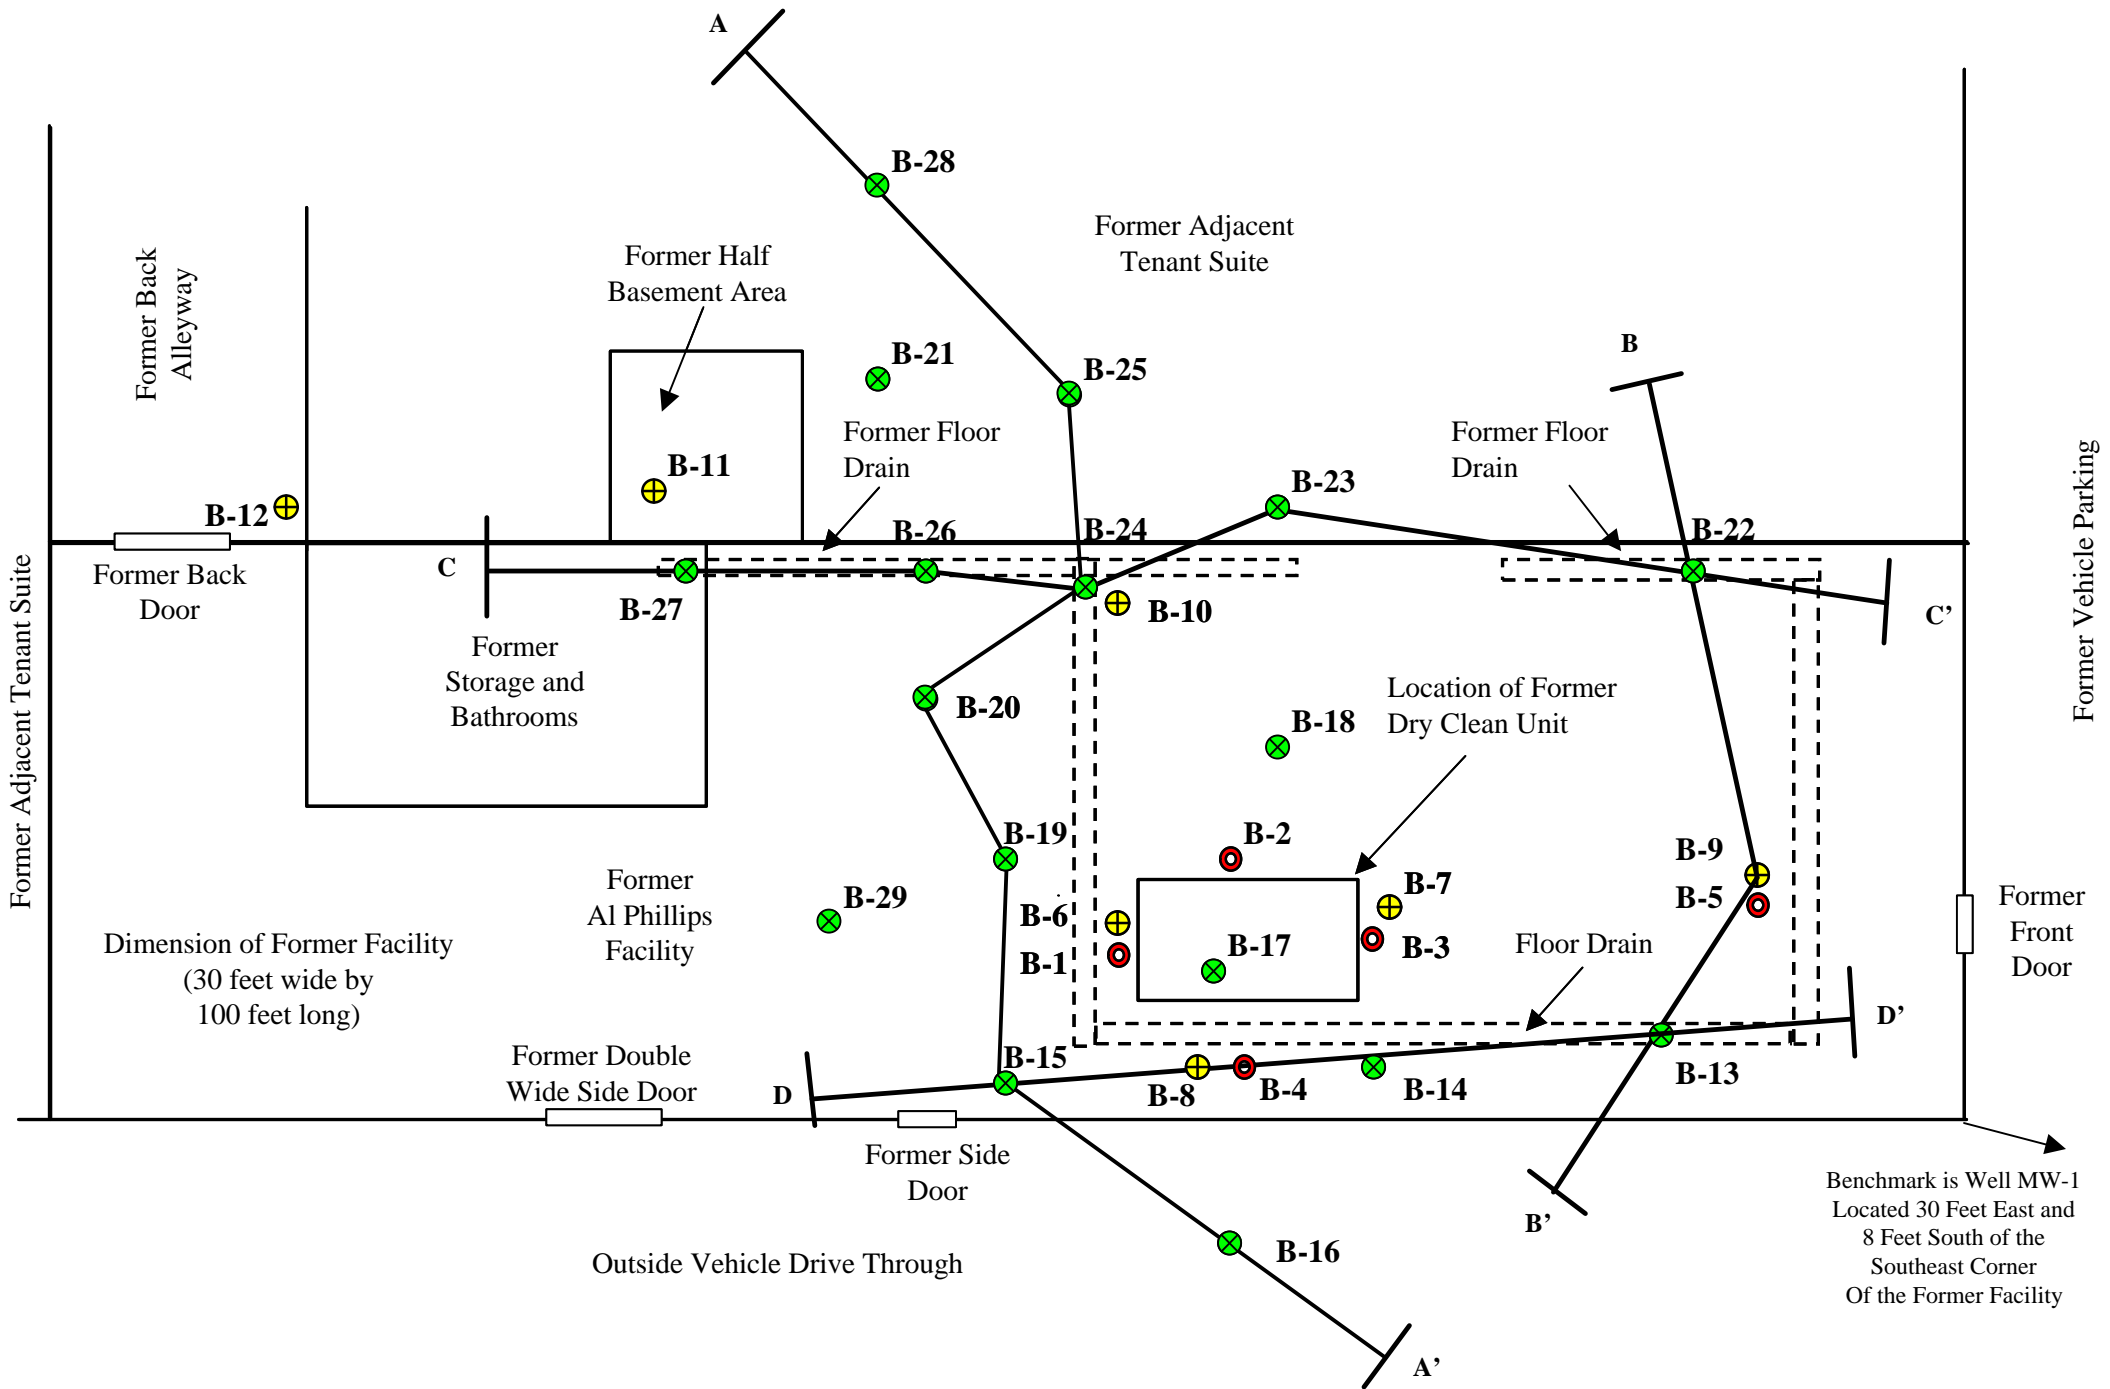 A
B-28
Former Adjacent
Tenant Suite
Former Back
Alleyway
Former Half
Basement Area
B
B-21
B-25
Former Floor
Drain
Former Floor
Drain
B-11
B-23
B-12
B-26
B-24
B-22
Former Vehicle Parking
C
Former Back
Door
B-27
B-10
C’
Former Adjacent Tenant Suite
Former
Storage and
Bathrooms
B-20
Location of Former
Dry Clean Unit
B-18
B-19
B-2
B-9
Former
Al Phillips
Facility
B-29
B-6
B-7
B-5
Former
Front
Door
Dimension of Former Facility
(30 feet wide by
100 feet long)
B-1
B-17
B-3
Floor Drain
D’
Former Double
Wide Side Door
D
B-15
B-8
B-4
B-14
B-13
Former Side
Door
B’
Benchmark is Well MW-1
Located 30 Feet East and
8 Feet South of the
Southeast Corner
Of the Former Facility
Outside Vehicle Drive Through
B-16
A’